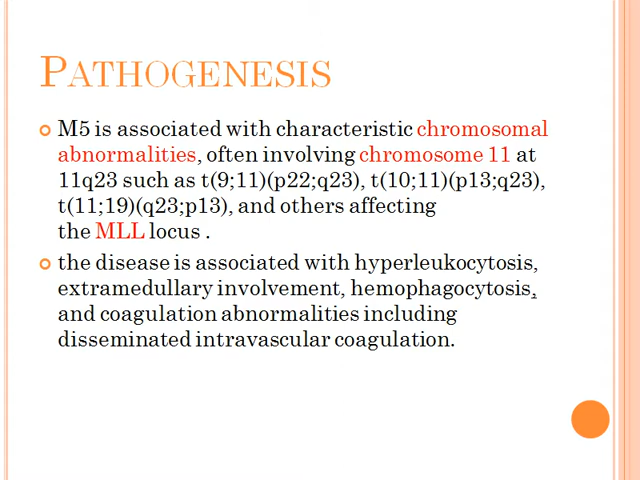 PATHOGENESIS
M5 is associated with characteristic chromosomal
abnormalities, often involving chromosome 11 at
11q23 such as t(9;11)(p22;q23), t(10;11)(p13;q23),
t(11;19)(q23;p13), and others affecting
the MLL locus .
the disease is associated with hyperleukocytosis,
extramedullary involvement, hemophagocytosis,
and coagulation abnormalities including
disseminated intravascular coagulation.